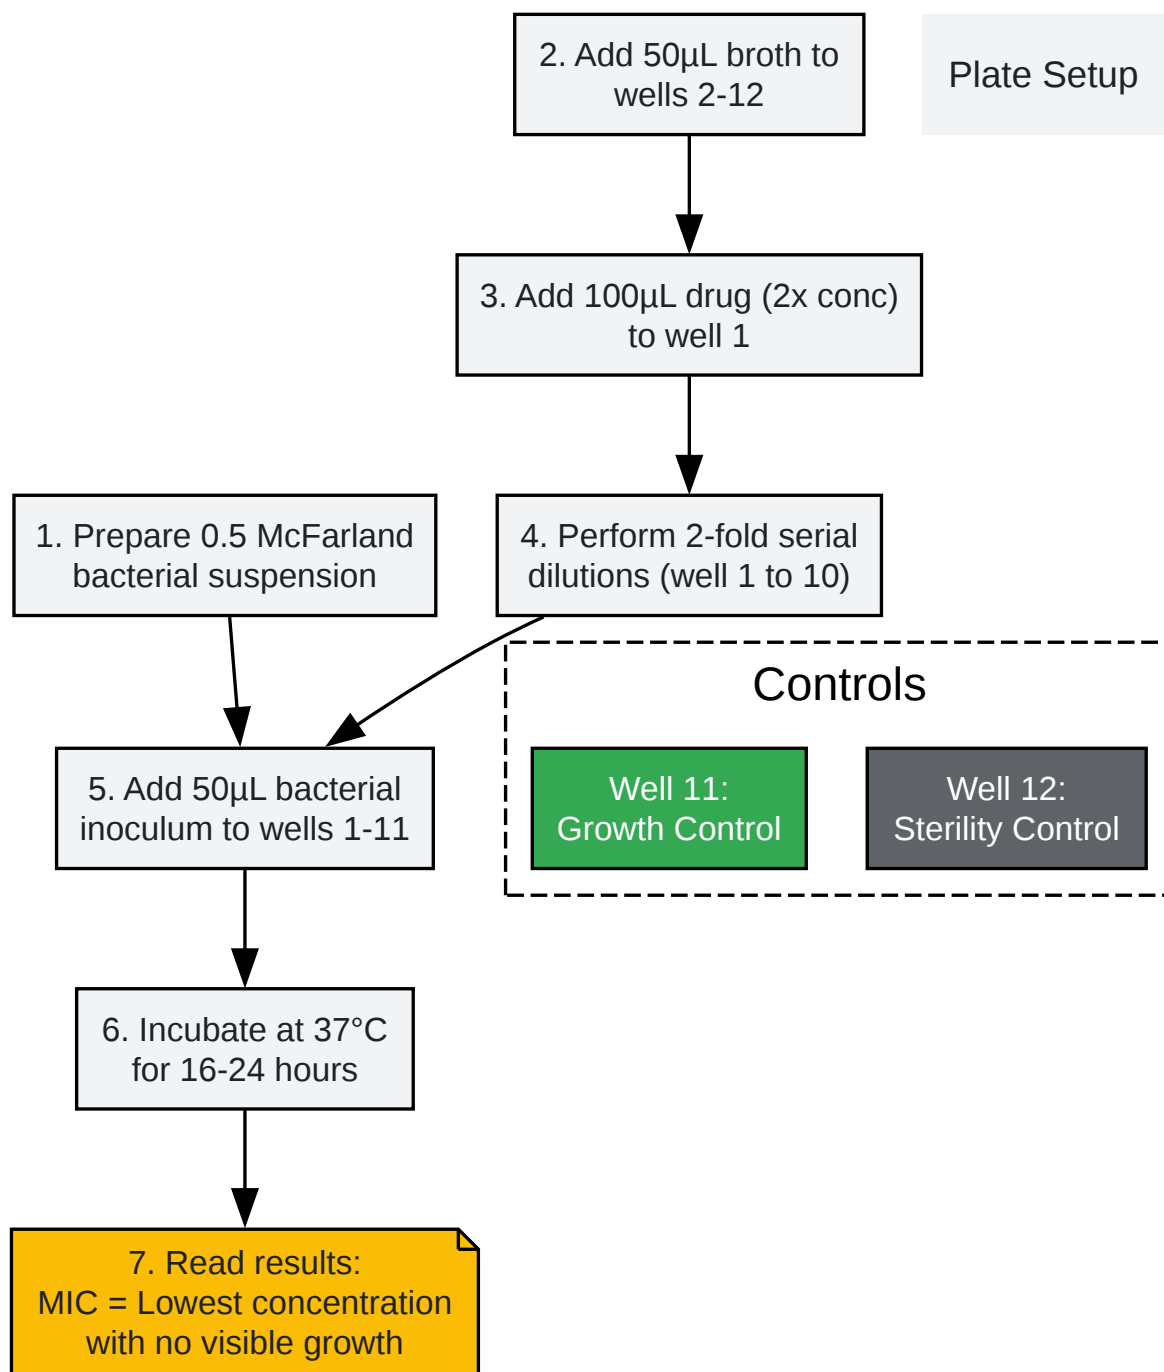 2. Add 50µL broth to
wells 2-12
Plate Setup
3. Add 100µL drug (2x conc)
to well 1
1. Prepare 0.5 McFarland
bacterial suspension
4. Perform 2-fold serial
dilutions (well 1 to 10)
Controls
5. Add 50µL bacterial
inoculum to wells 1-11
Well 11:
Growth Control
Well 12:
Sterility Control
6. Incubate at 37°C
for 16-24 hours
7. Read results:
MIC = Lowest concentration
with no visible growth